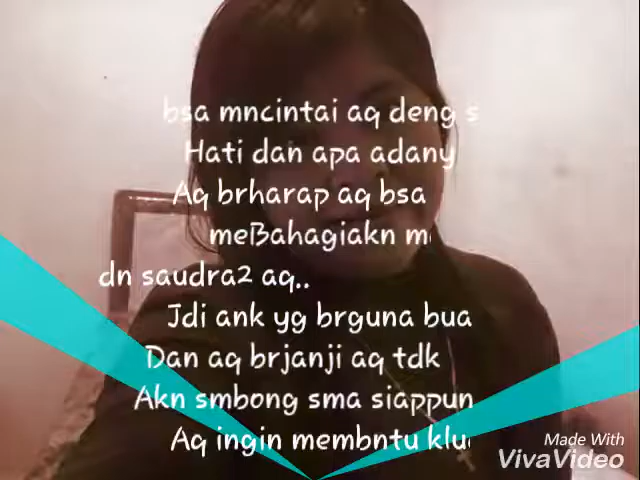 bsa mncintai aq deng s
Hati dan apa adany
Aq brharap aq bsa
meBahagiakn m
dn saudra2 aq..
Jdi ank yg brguna bua
Dan aq brjanji aq tdk
Akn smbong sma siappun
Aq ingin membntu klu
Made With
VivaVideo